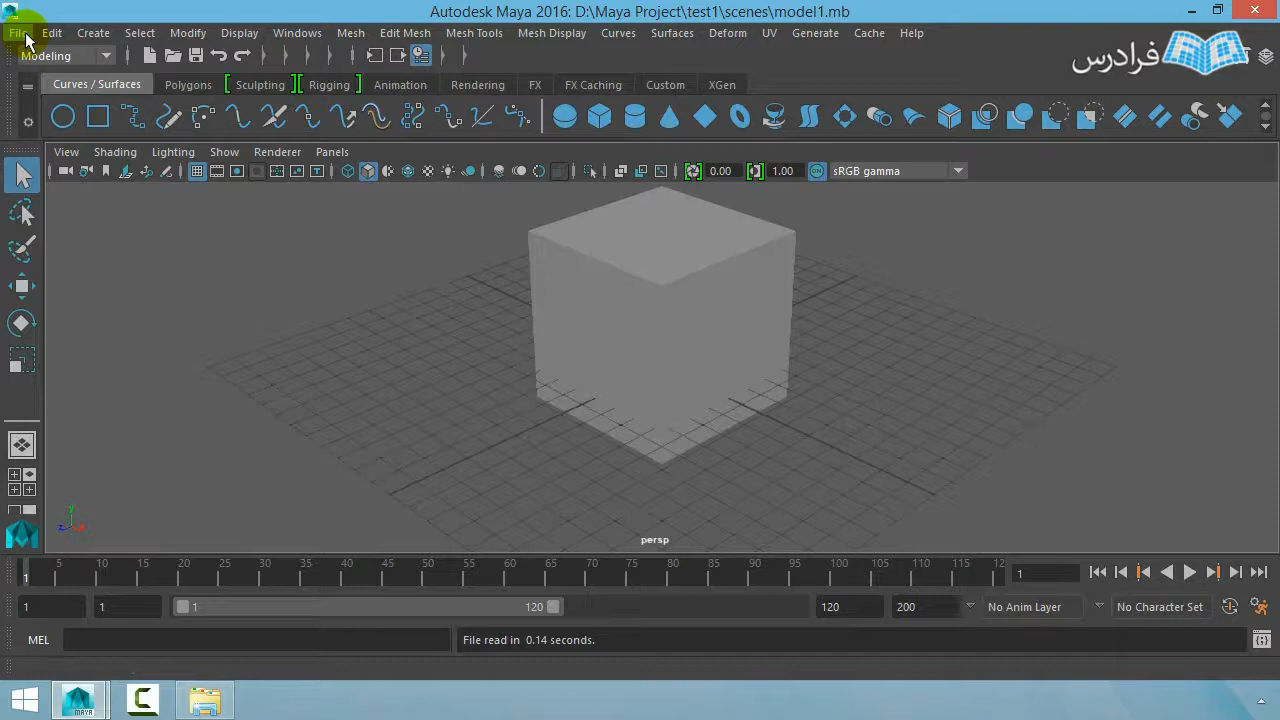 Autodesk Maya 2016: D:\Maya Project\test1\scenes\model1.mb
File Edit Create Select Modify Display Windows Mesh Edit Mesh Mesh Tools Mesh Display Curves Surfaces Deform UV Generate Cache Help
Modeling
فرادرس
Curves / Surfaces Polygons Sculpting Rigging Animation Rendering FX FX Caching Custom XGen
View Shading Lighting Show Renderer Panels
0.00 1.00 ON sRGB gamma
y
z x
persp
5 10 15 20 25 30 35 40 45 50 55 60 65 70 75 80 85 90 95 100 105 110 115 12
1 1
1 1 1 120 120 200 No Anim Layer No Character Set
MEL File read in 0.14 seconds.
MAYA C